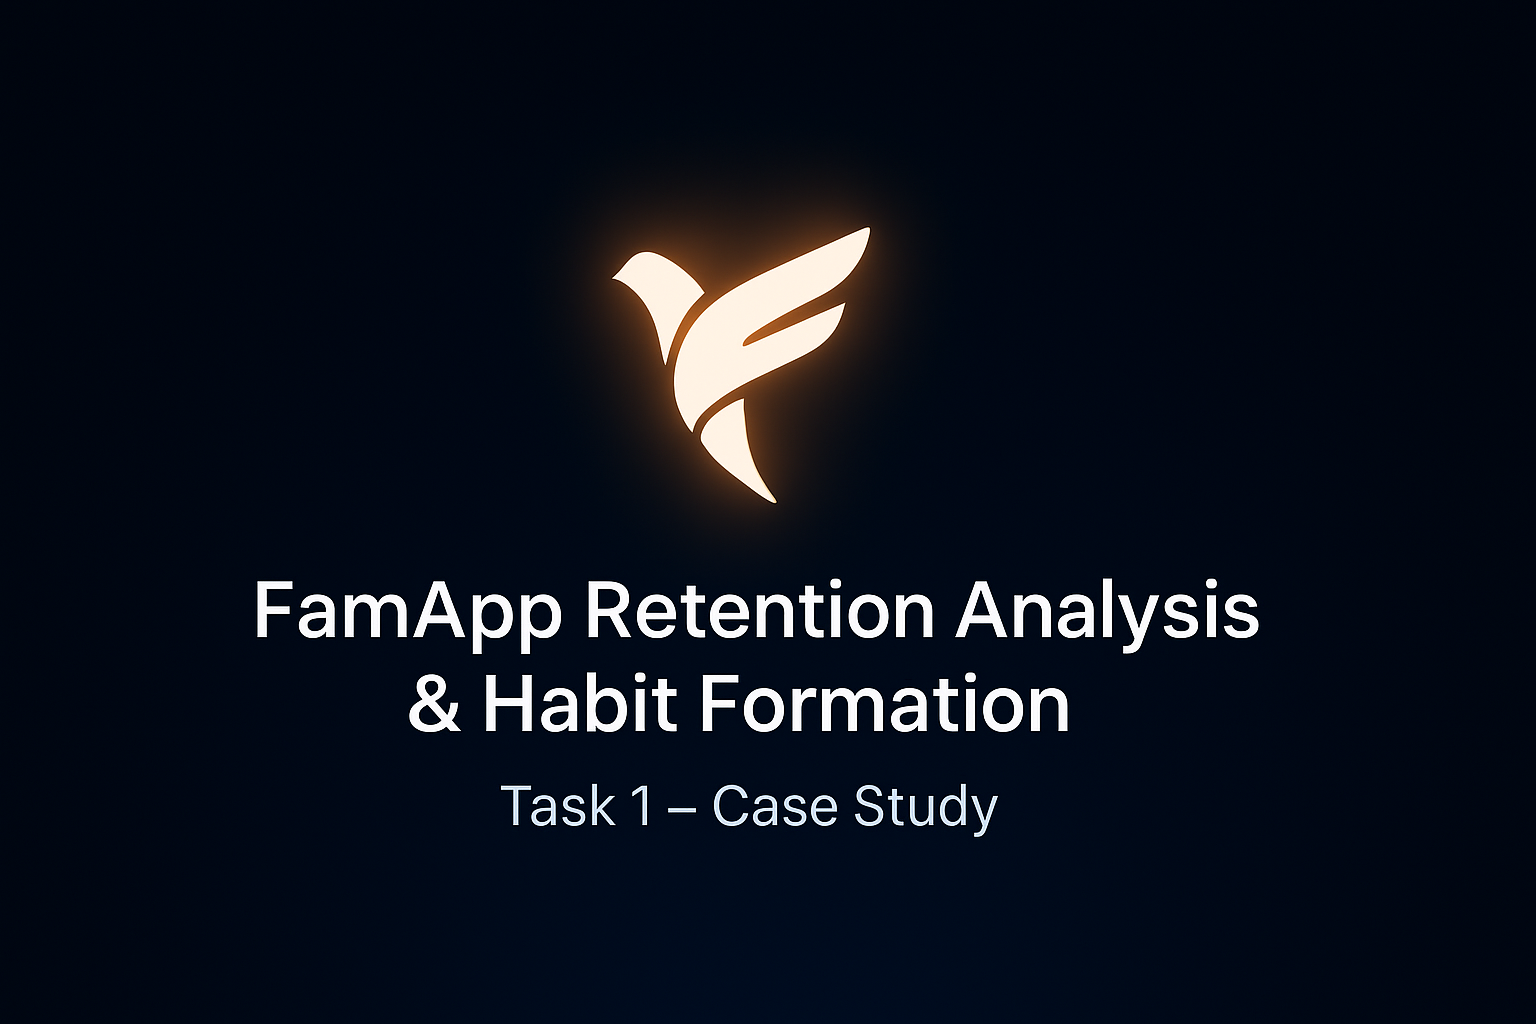 FamApp Retention Analysis
& Habit Formation
Task 1 – Case Study